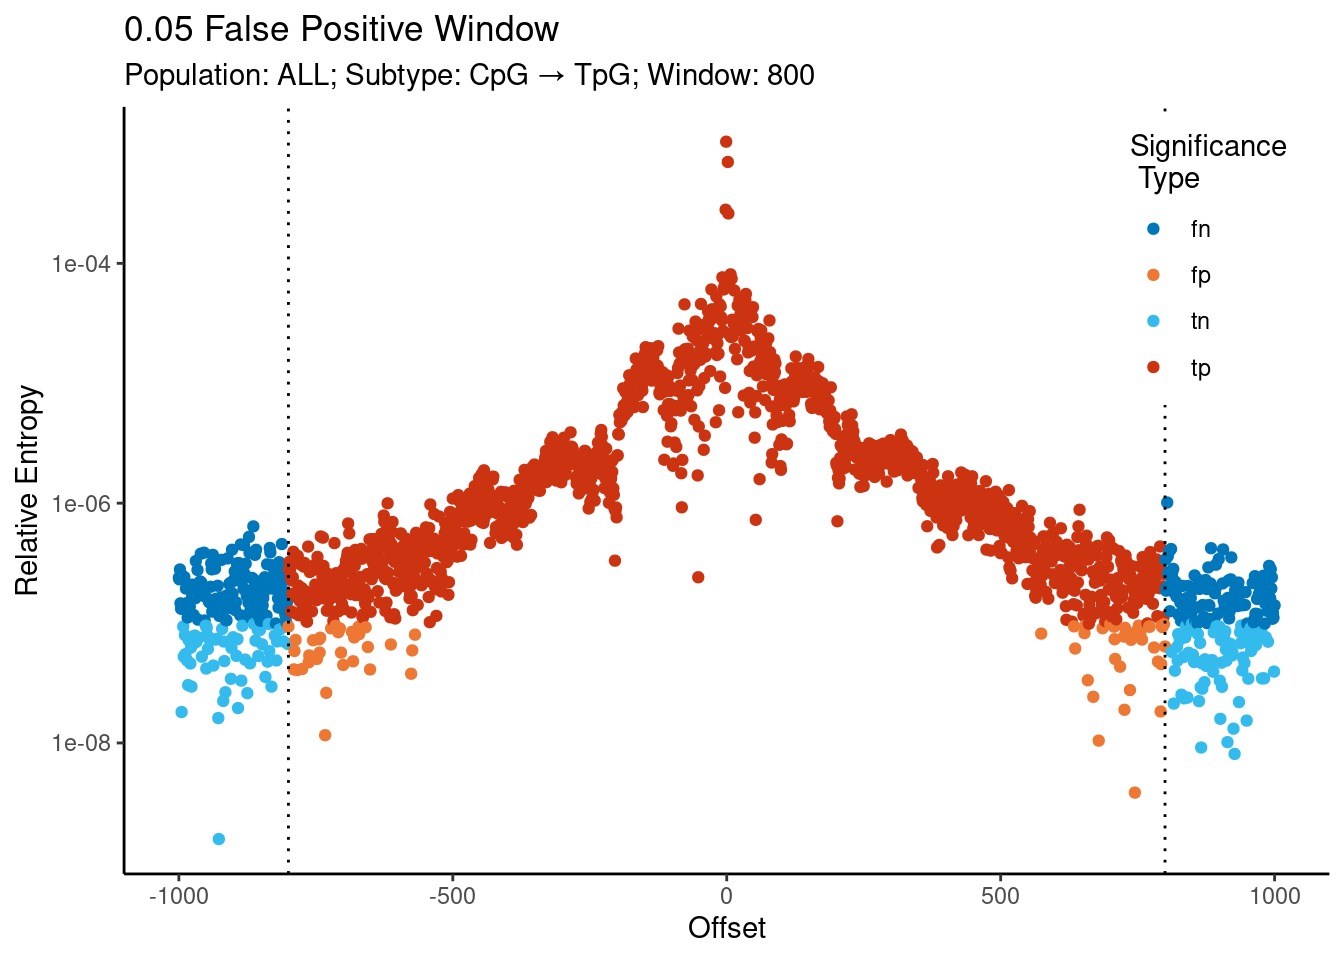 0.05 False Positive Window
Population: ALL; Subtype: CpG → TpG; Window: 800
Significance
Type
fn
fp
tn
tp
Relative Entropy
1e-04
1e-06
1e-08
-1000
-500
0
500
1000
Offset